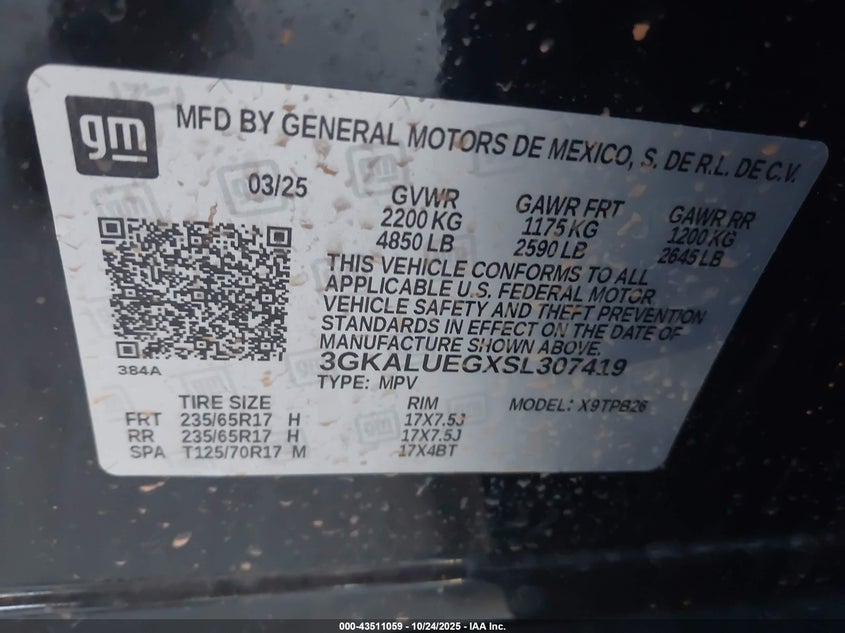 gm
MFD BY GENERAL MOTORS DE MEXICO, S. DE R.L. DE C.V.
03/25 GVWR GAWR FRT GAWR RR
2200 KG 1175 KG 1200 KG
4850 LB 2590 LB 2645 LB
THIS VEHICLE CONFORMS TO ALL
APPLICABLE U.S. FEDERAL MOTOR
VEHICLE SAFETY AND THEFT PREVENTION
STANDARDS IN EFFECT ON THE DATE OF
MANUFACTURE SHOWN ABOVE.
384A
3GKALUEGXSL307419
TYPE: MPV
TIRE SIZE RIM MODEL: X9TPB26
FRT 235/65R17 H 17X7.5J
RR 235/65R17 H 17X7.5J
SPA T125/70R17 M 17X4BT
000-43511059 - 10/24/2025 - IAA Inc.